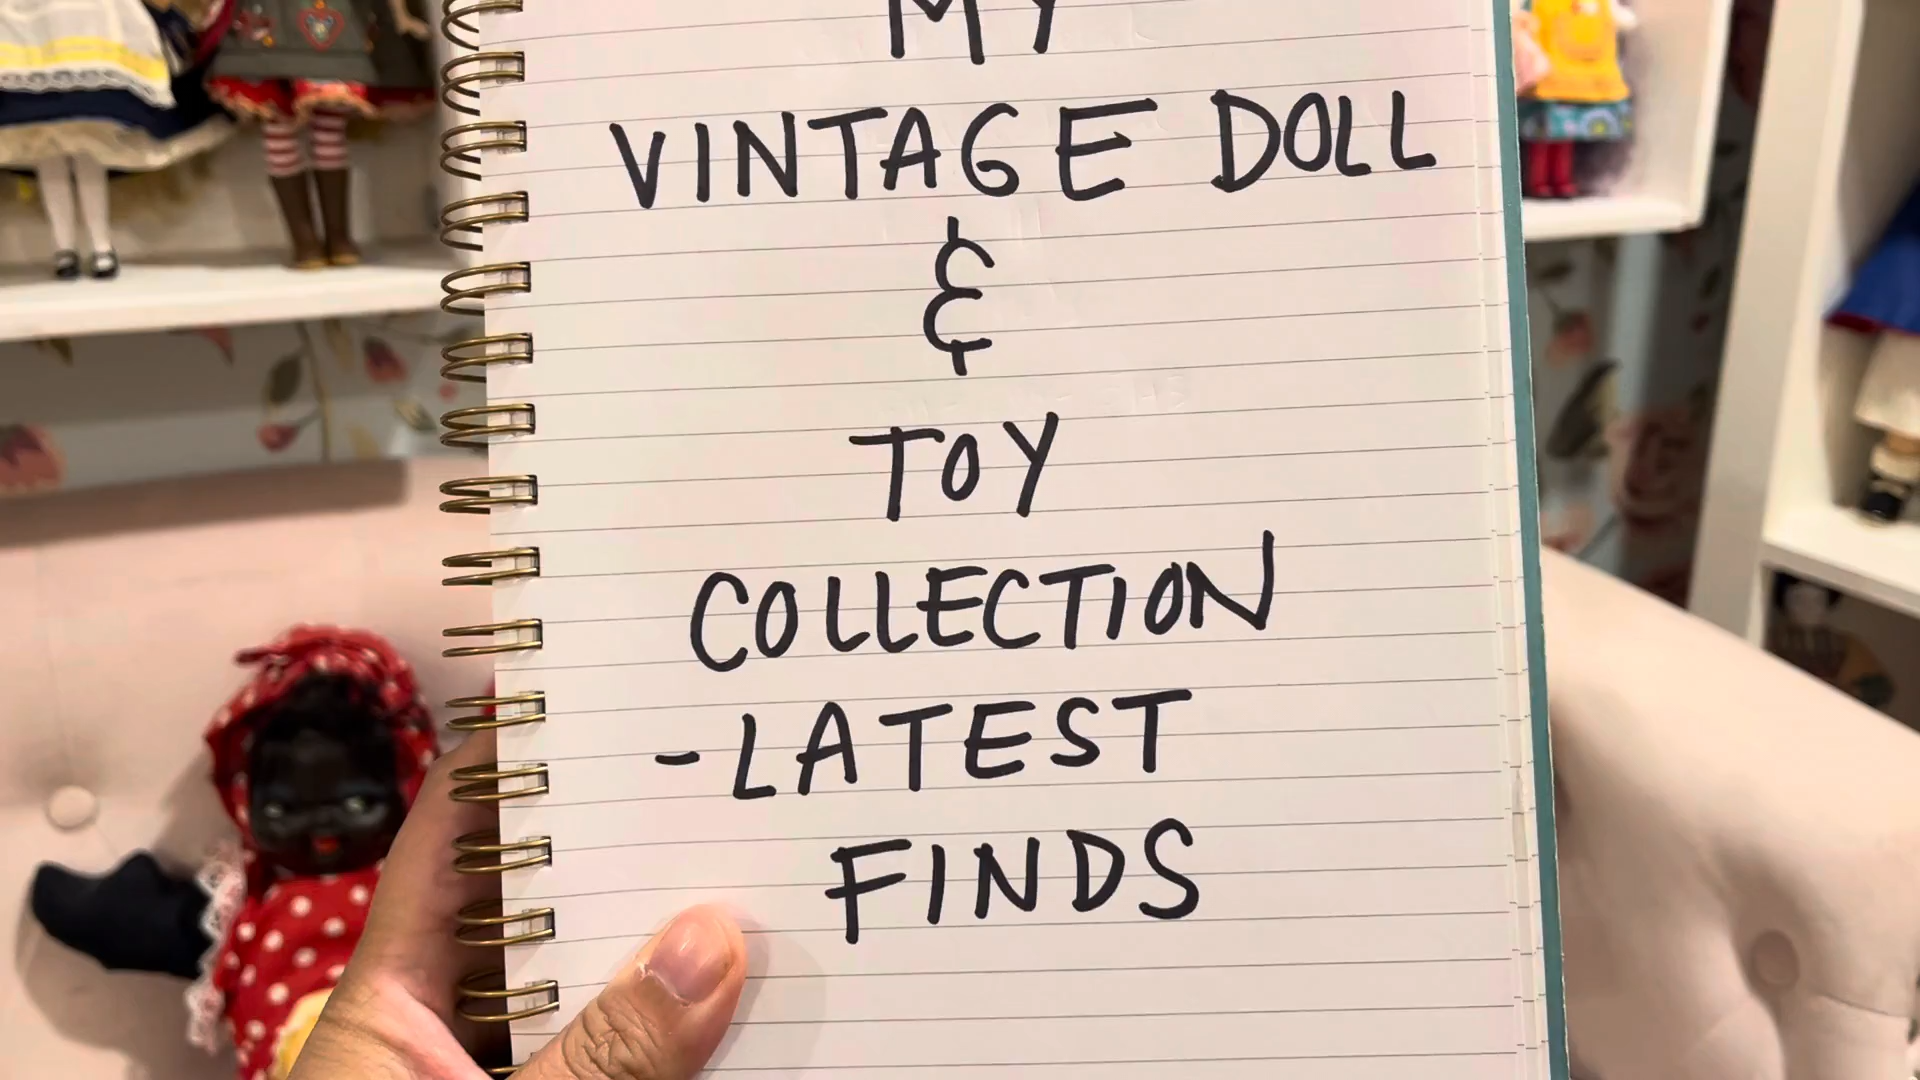 MY
VINTAGE DOLL
&
TOY
COLLECTION
-LATEST
FINDS